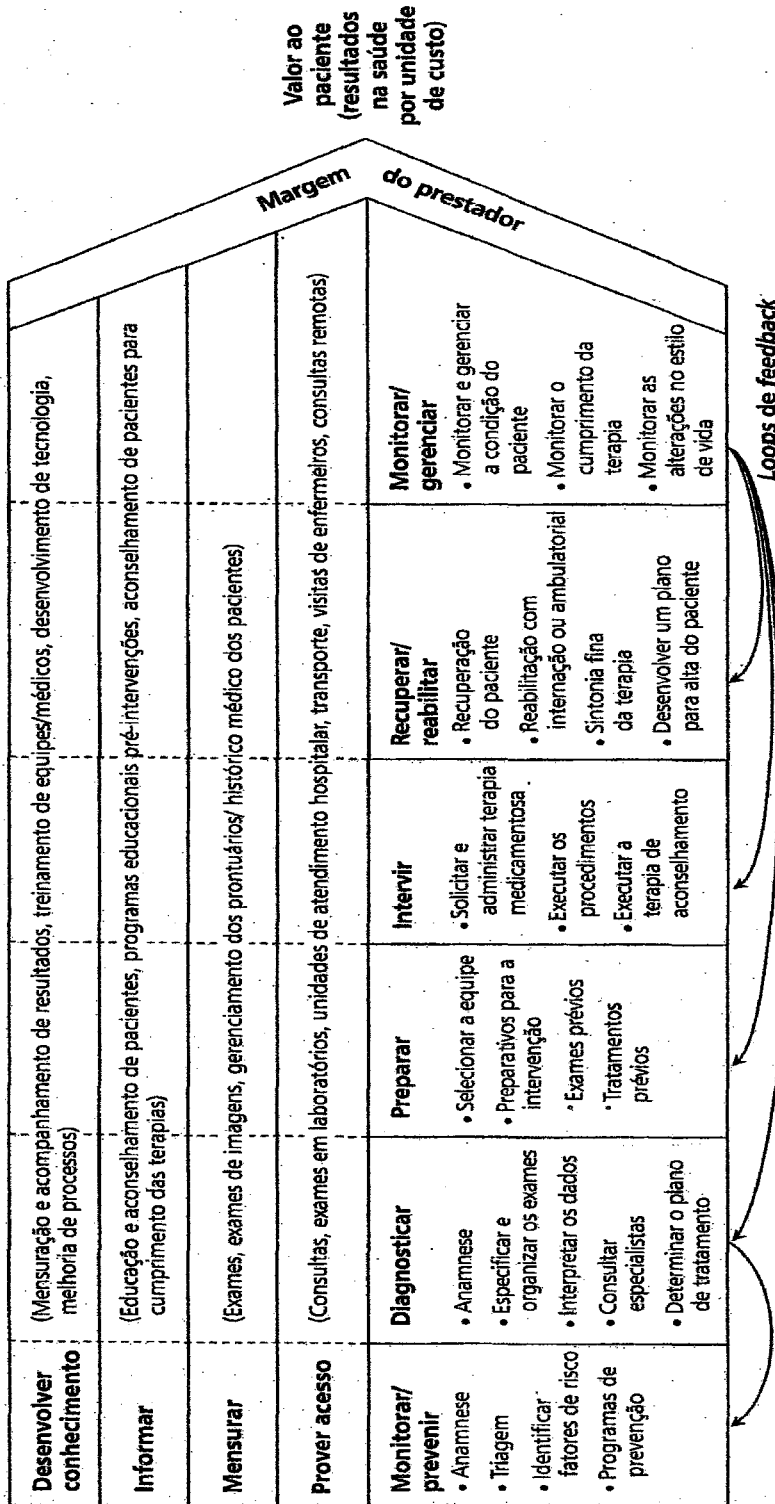 Desenvolver
conhecimento
(Mensuração e acompanhamento de resultados, treinamento de equipes/médicos, desenvolvimento de tecnologia,
melhoria de processos)
Informar
(Educação e aconselhamento de pacientes, programas educacionais pré-intervenções, aconselhamento de pacientes para
cumprimento das terapias)
Mensurar
(Exames, exames de imagens, gerenciamento dos prontuários/ histórico médico dos pacientes)
Prover acesso
(Consultas, exames em laboratórios, unidades de atendimento hospitalar, transporte, visitas de enfermeiros, consultas remotas)
Monitorar/
prevenir
• Anamnese
• Triagem
• Identificar
fatores de risco
• Programas de
prevenção
Diagnosticar
• Anamnese
• Especificar e
organizar os exames
• Interpretar os dados
• Consultar
especialistas
• Determinar o plano
de tratamento
Preparar
• Selecionar a equipe
• Preparativos para a
intervenção
• Exames prévios
• Tratamentos
prévios
Intervir
• Solicitar e
administrar terapia
medicamentosa
• Executar os
procedimentos
• Executar a
terapia de
aconselhamento
Recuperar/
reabilitar
• Recuperação
do paciente
• Reabilitação com
internação ou ambulatorial
• Sintonia fina
da terapia
• Desenvolver um plano
para alta do paciente
Monitorar/
gerenciar
• Monitorar e gerenciar
a condição do
paciente
• Monitorar o
cumprimento da
terapia
• Monitorar as
alterações no estilo
de vida
Margem do prestador
Valor ao
paciente
(resultados
na saúde
por unidade
de custo)
Loops de feedback